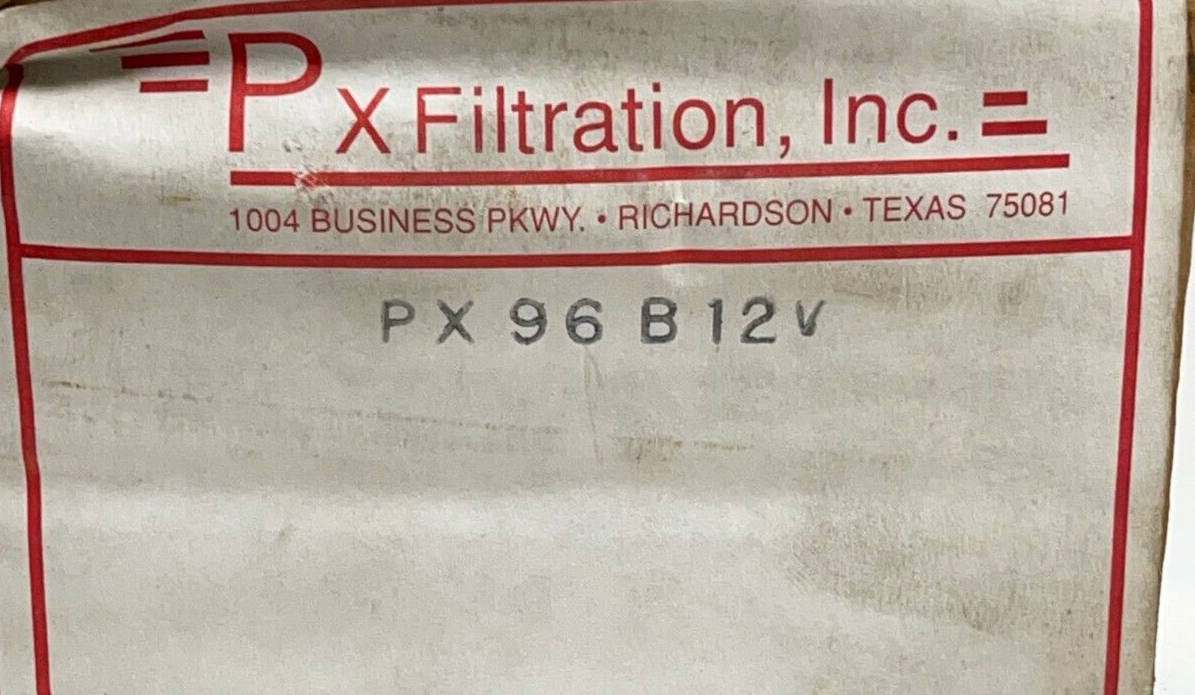 Px Filtration, Inc.
1004 BUSINESS PKWY. • RICHARDSON • TEXAS 75081
PX 96 B12V